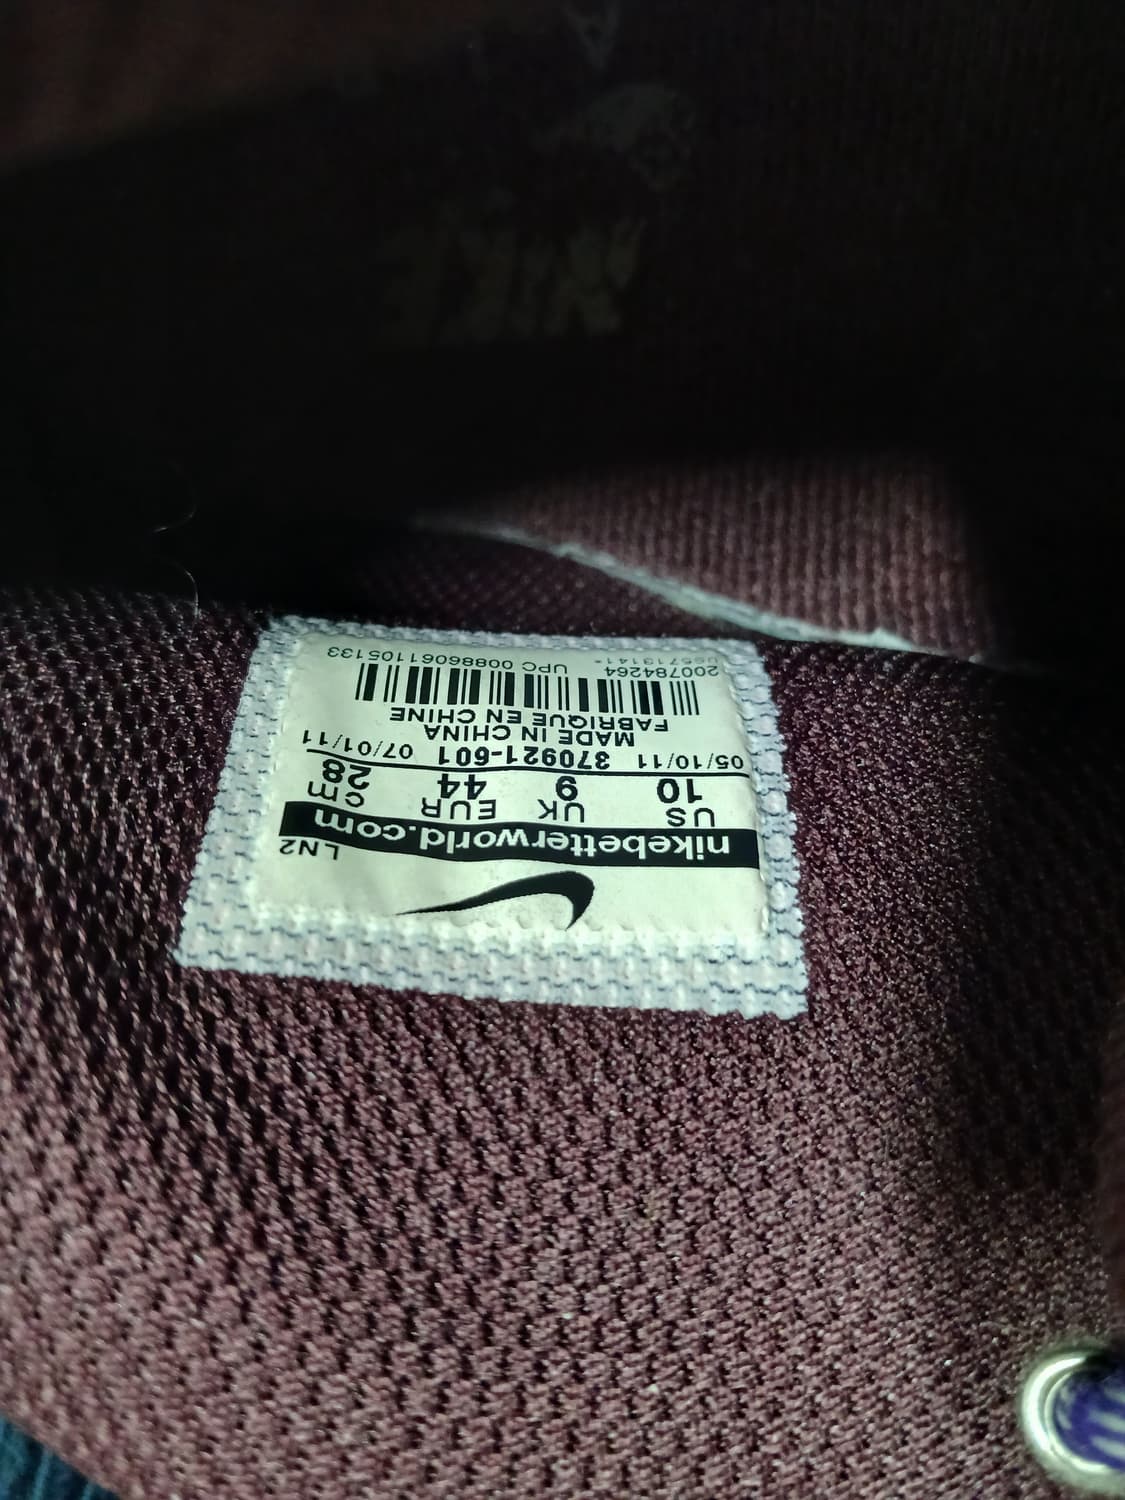 LN2
nikebetterworld.com
US UK EUR cm
10 9 44 28
05/10/11 370921-601 07/01/11
MADE IN CHINA
FABRIQUE EN CHINE
200784264 UPC 00886061105133
NIKE